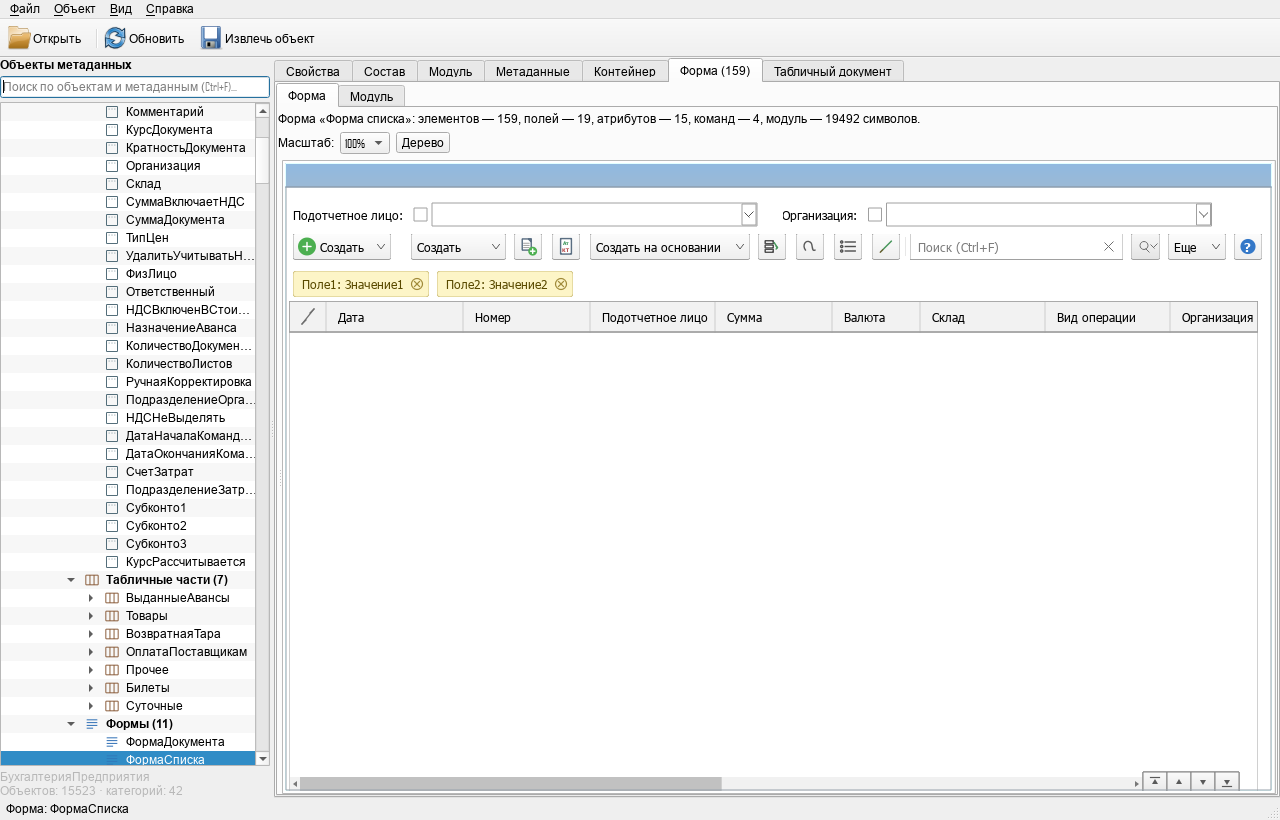 Файл Объект Вид Справка
Открыть Обновить Извлечь объект
Объекты метаданных
Поиск по объектам и метаданным (Ctrl+F)...
Комментарий
КурсДокумента
КратностьДокумента
Организация
Склад
СуммаВключаетНДС
СуммаДокумента
ТипЦен
УдалитьУчитыватьН...
ФизЛицо
Ответственный
НДСВключенВСтои...
НазначениеАванса
КоличествоДокумен...
КоличествоЛистов
РучнаяКорректировка
ПодразделениеОрга...
НДСНеВыделять
ДатаНачалаКоманд...
ДатаОкончанияКома...
СчетЗатрат
ПодразделениеЗатр...
Субконто1
Субконто2
Субконто3
КурсРассчитывается
Табличные части (7)
ВыданныеАвансы
Товары
ВозвратнаяТара
ОплатаПоставщикам
Прочее
Билеты
Суточные
Формы (11)
ФормаДокумента
ФормаСписка
БухгалтерияПредприятия
Объектов: 15523 · категорий: 42
Свойства Состав Модуль Метаданные Контейнер Форма (159) Табличный документ
Форма Модуль
Форма «Форма списка»: элементов — 159, полей — 19, атрибутов — 15, команд — 4, модуль — 19492 символов.
Масштаб: 100% Дерево
Подотчетное лицо: Организация:
Создать Создать Дт Кт Создать на основании Поиск (Ctrl+F) Еще ?
Поле1: Значение1 Поле2: Значение2
Дата Номер Подотчетное лицо Сумма Валюта Склад Вид операции Организация
Форма: ФормаСписка